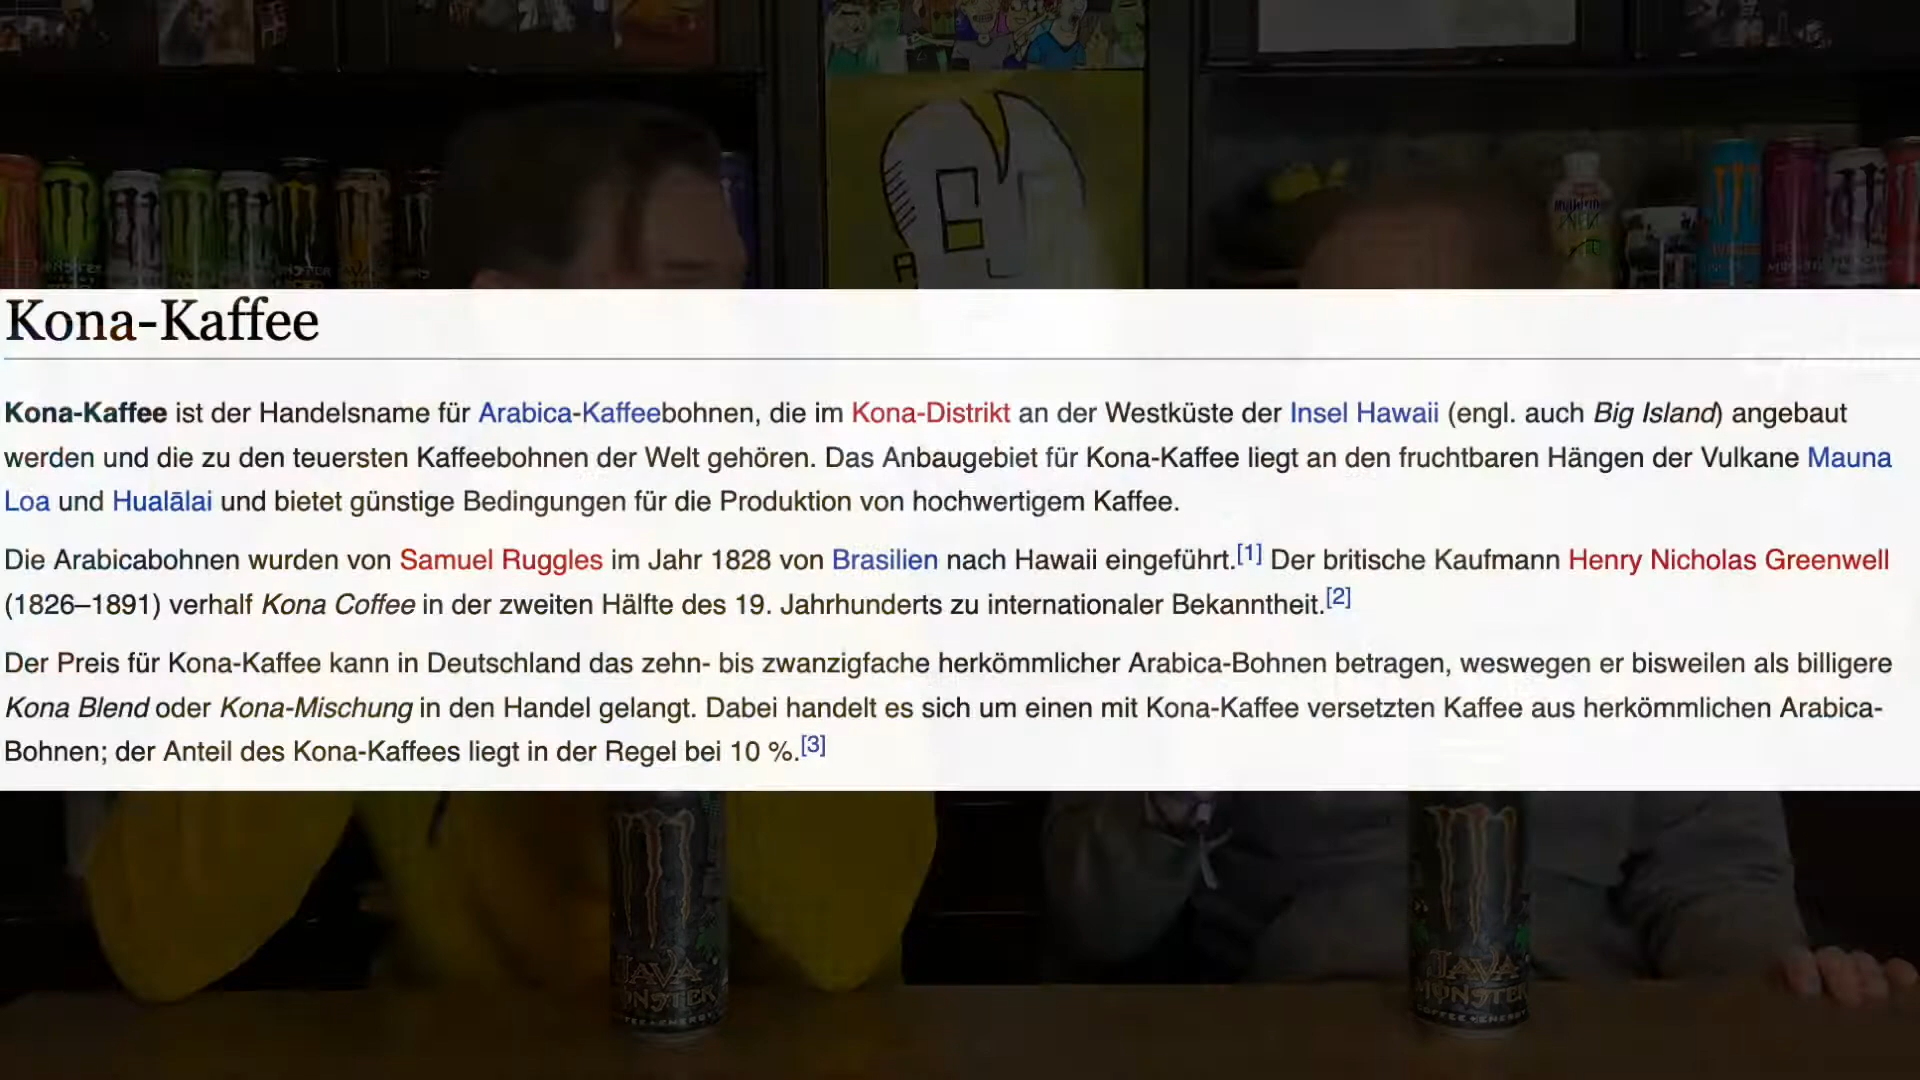 Kona-Kaffee
Kona-Kaffee ist der Handelsname für Arabica-Kaffeebohnen, die im Kona-Distrikt an der Westküste der Insel Hawaii (engl. auch Big Island) angebaut
werden und die zu den teuersten Kaffeebohnen der Welt gehören. Das Anbaugebiet für Kona-Kaffee liegt an den fruchtbaren Hängen der Vulkane Mauna
Loa und Hualālai und bietet günstige Bedingungen für die Produktion von hochwertigem Kaffee.
Die Arabicabohnen wurden von Samuel Ruggles im Jahr 1828 von Brasilien nach Hawaii eingeführt.[1] Der britische Kaufmann Henry Nicholas Greenwell
(1826–1891) verhalf Kona Coffee in der zweiten Hälfte des 19. Jahrhunderts zu internationaler Bekanntheit.[2]
Der Preis für Kona-Kaffee kann in Deutschland das zehn- bis zwanzigfache herkömmlicher Arabica-Bohnen betragen, weswegen er bisweilen als billigere
Kona Blend oder Kona-Mischung in den Handel gelangt. Dabei handelt es sich um einen mit Kona-Kaffee versetzten Kaffee aus herkömmlichen Arabica-
Bohnen; der Anteil des Kona-Kaffees liegt in der Regel bei 10 %.[3]
JAVA
MONSTER
COFFEE+ENERGY
JAVA
MONSTER
COFFEE+ENERGY